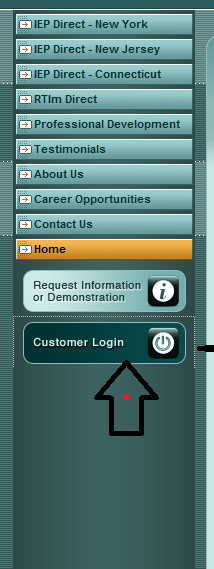 IEP Direct - New York
IEP Direct - New Jersey
IEP Direct - Connecticut
RTIm Direct
Professional Development
Testimonials
About Us
Career Opportunities
Contact Us
Home
Request Information
or Demonstration
Customer Login